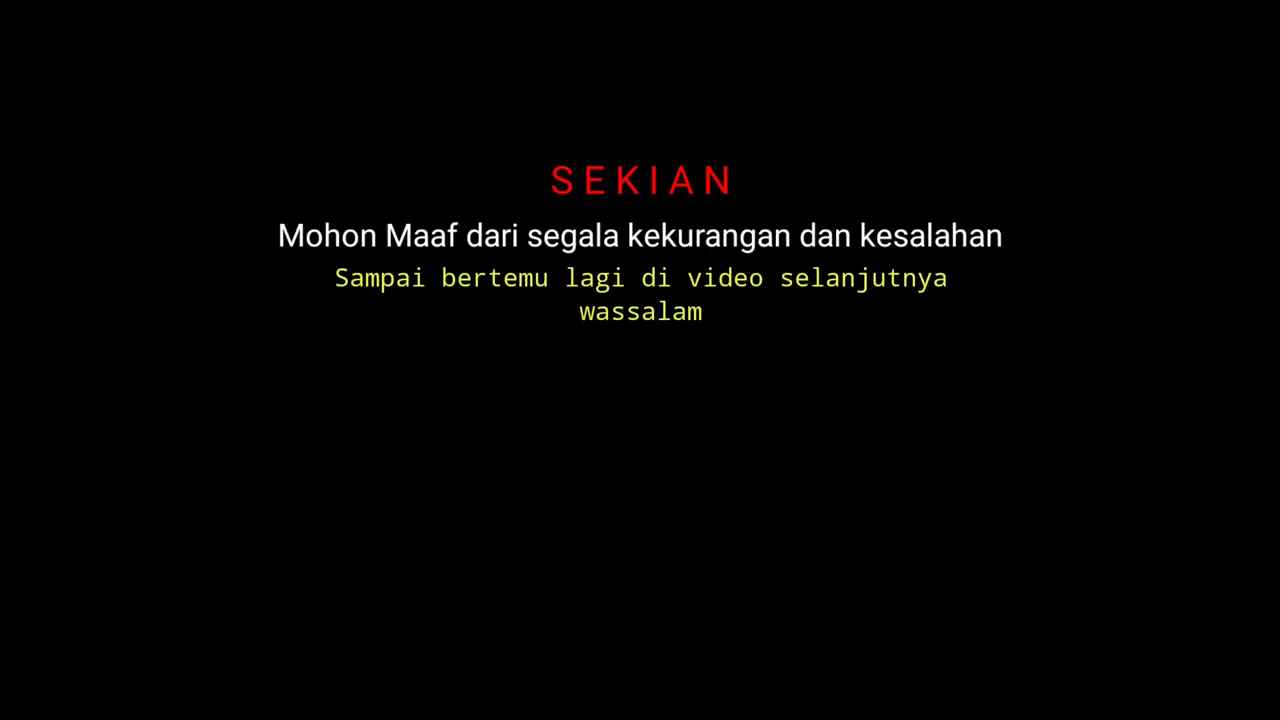 S E K I A N
Mohon Maaf dari segala kekurangan dan kesalahan
Sampai bertemu lagi di video selanjutnya
wassalam